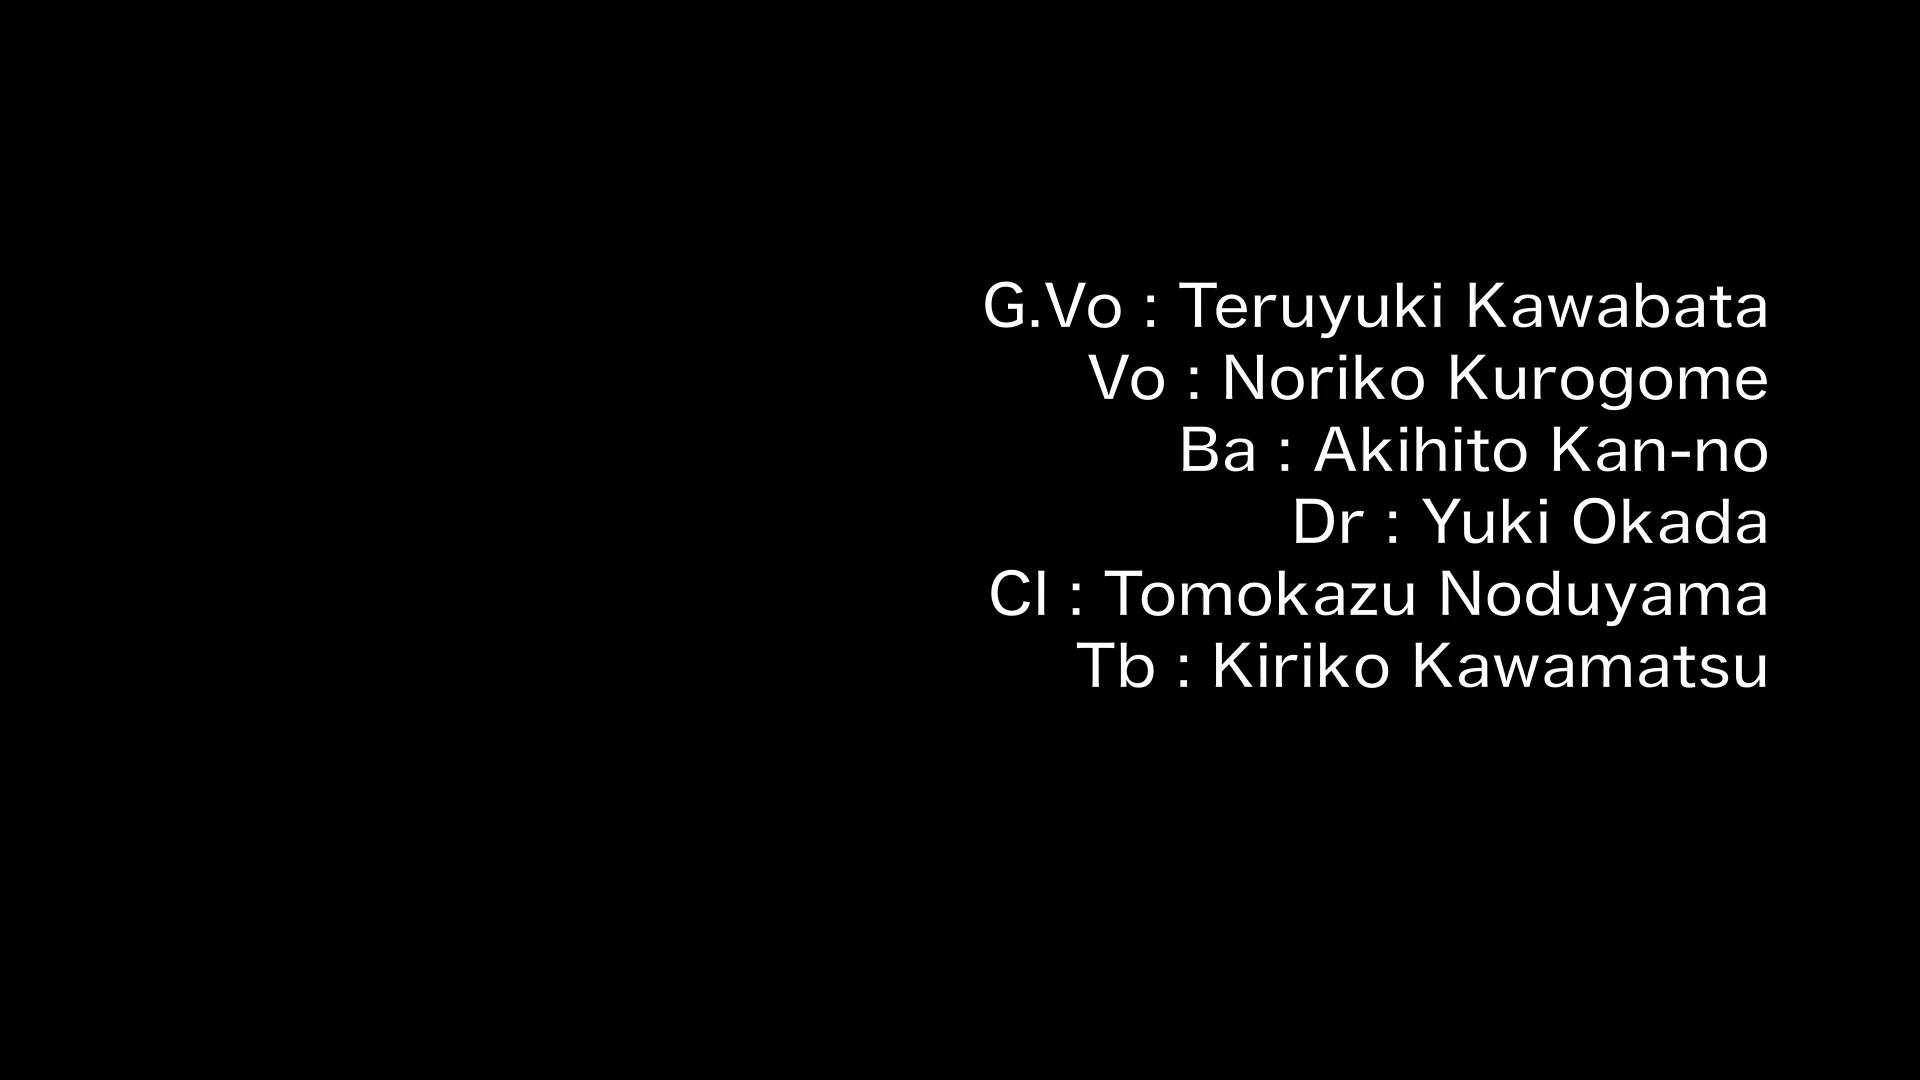 G.Vo : Teruyuki Kawabata
Vo : Noriko Kurogome
Ba : Akihito Kan-no
Dr : Yuki Okada
Cl : Tomokazu Noduyama
Tb : Kiriko Kawamatsu